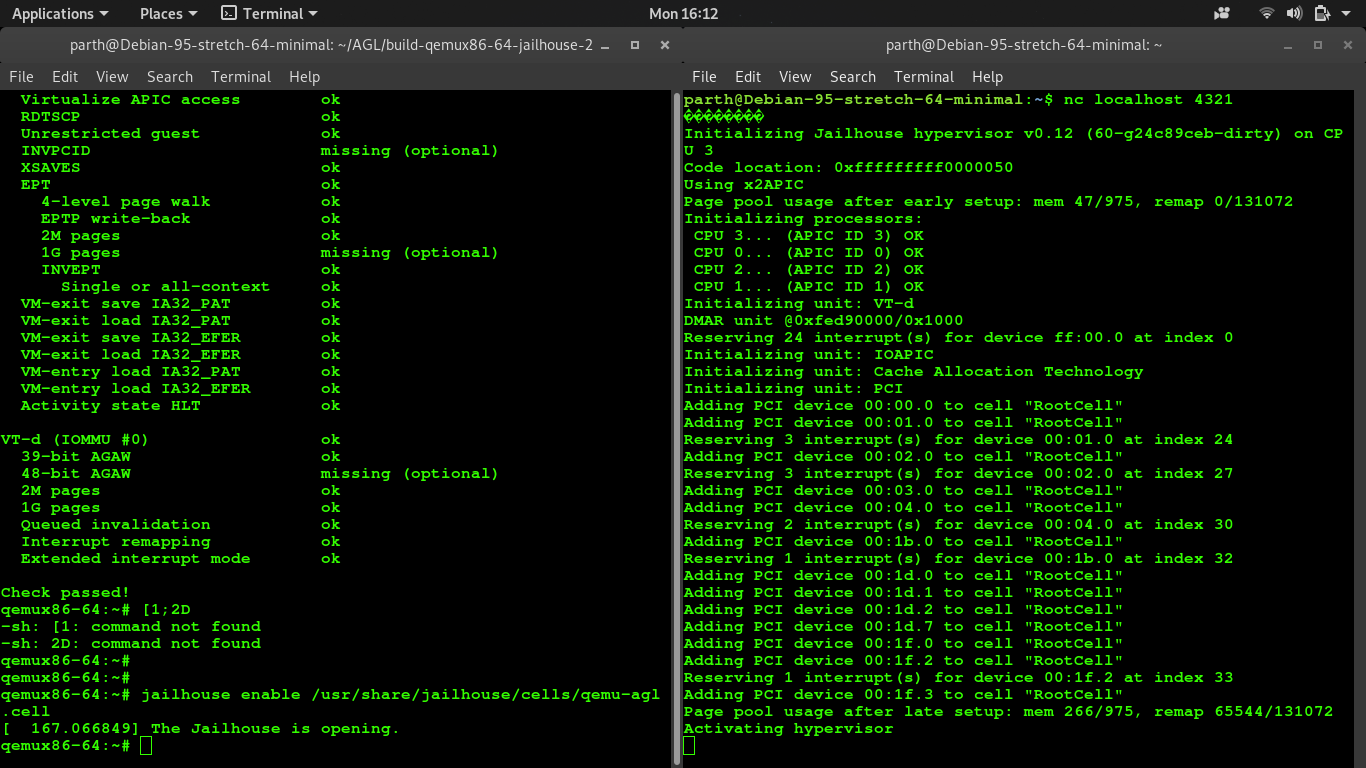 Applications Places Terminal Mon 16:12
parth@Debian-95-stretch-64-minimal: ~/AGL/build-qemux86-64-jailhouse-2
File Edit View Search Terminal Help
Virtualize APIC access ok
RDTSCP ok
Unrestricted guest ok
INVPCID missing (optional)
XSAVES ok
EPT ok
4-level page walk ok
EPTP write-back ok
2M pages ok
1G pages missing (optional)
INVEPT ok
Single or all-context ok
VM-exit save IA32_PAT ok
VM-exit load IA32_PAT ok
VM-exit save IA32_EFER ok
VM-exit load IA32_EFER ok
VM-entry load IA32_PAT ok
VM-entry load IA32_EFER ok
Activity state HLT ok
VT-d (IOMMU #0) ok
39-bit AGAW ok
48-bit AGAW missing (optional)
2M pages ok
1G pages ok
Queued invalidation ok
Interrupt remapping ok
Extended interrupt mode ok
Check passed!
qemux86-64:~# [1;2D
-sh: [1: command not found
-sh: 2D: command not found
qemux86-64:~#
qemux86-64:~#
qemux86-64:~# jailhouse enable /usr/share/jailhouse/cells/qemu-agl
.cell
[ 167.066849] The Jailhouse is opening.
qemux86-64:~#
parth@Debian-95-stretch-64-minimal: ~
File Edit View Search Terminal Help
parth@Debian-95-stretch-64-minimal:~$ nc localhost 4321
��������
Initializing Jailhouse hypervisor v0.12 (60-g24c89ceb-dirty) on CP
U 3
Code location: 0xfffffffff0000050
Using x2APIC
Page pool usage after early setup: mem 47/975, remap 0/131072
Initializing processors:
CPU 3... (APIC ID 3) OK
CPU 0... (APIC ID 0) OK
CPU 2... (APIC ID 2) OK
CPU 1... (APIC ID 1) OK
Initializing unit: VT-d
DMAR unit @0xfed90000/0x1000
Reserving 24 interrupt(s) for device ff:00.0 at index 0
Initializing unit: IOAPIC
Initializing unit: Cache Allocation Technology
Initializing unit: PCI
Adding PCI device 00:00.0 to cell "RootCell"
Adding PCI device 00:01.0 to cell "RootCell"
Reserving 3 interrupt(s) for device 00:01.0 at index 24
Adding PCI device 00:02.0 to cell "RootCell"
Reserving 3 interrupt(s) for device 00:02.0 at index 27
Adding PCI device 00:03.0 to cell "RootCell"
Adding PCI device 00:04.0 to cell "RootCell"
Reserving 2 interrupt(s) for device 00:04.0 at index 30
Adding PCI device 00:1b.0 to cell "RootCell"
Reserving 1 interrupt(s) for device 00:1b.0 at index 32
Adding PCI device 00:1d.0 to cell "RootCell"
Adding PCI device 00:1d.1 to cell "RootCell"
Adding PCI device 00:1d.2 to cell "RootCell"
Adding PCI device 00:1d.7 to cell "RootCell"
Adding PCI device 00:1f.0 to cell "RootCell"
Adding PCI device 00:1f.2 to cell "RootCell"
Reserving 1 interrupt(s) for device 00:1f.2 at index 33
Adding PCI device 00:1f.3 to cell "RootCell"
Page pool usage after late setup: mem 266/975, remap 65544/131072
Activating hypervisor